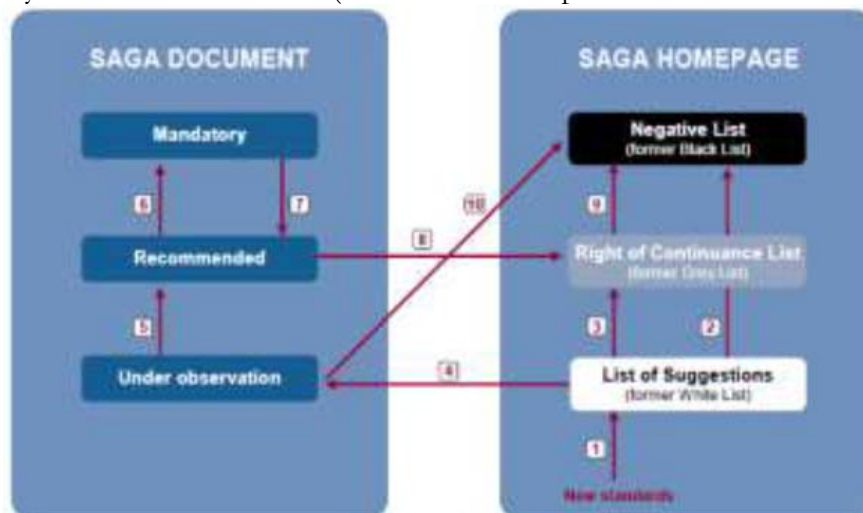 SAGA DOCUMENT
SAGA HOMEPAGE
Mandatory
Negative List
(former Black List)
6
7
10
9
8
Recommended
Right of Continuance List
(former Grey List)
5
3
2
4
Under observation
List of Suggestions
(former White List)
1
New standards